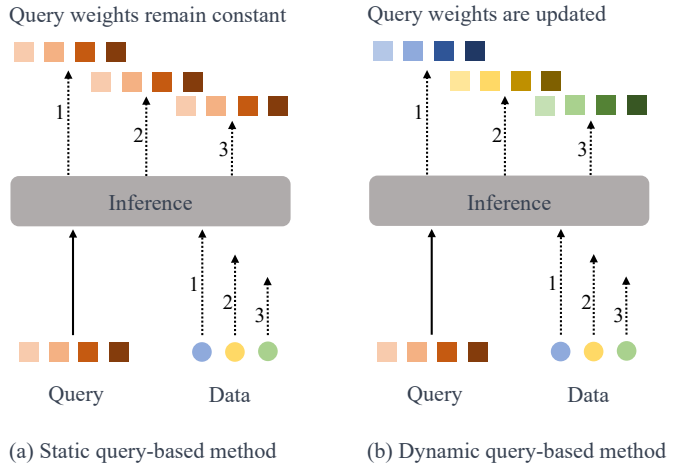 Query weights remain constant
1
2
3
Inference
1
2
3
Query
Data
(a) Static query-based method
Query weights are updated
1
2
3
Inference
1
2
3
Query
Data
(b) Dynamic query-based method